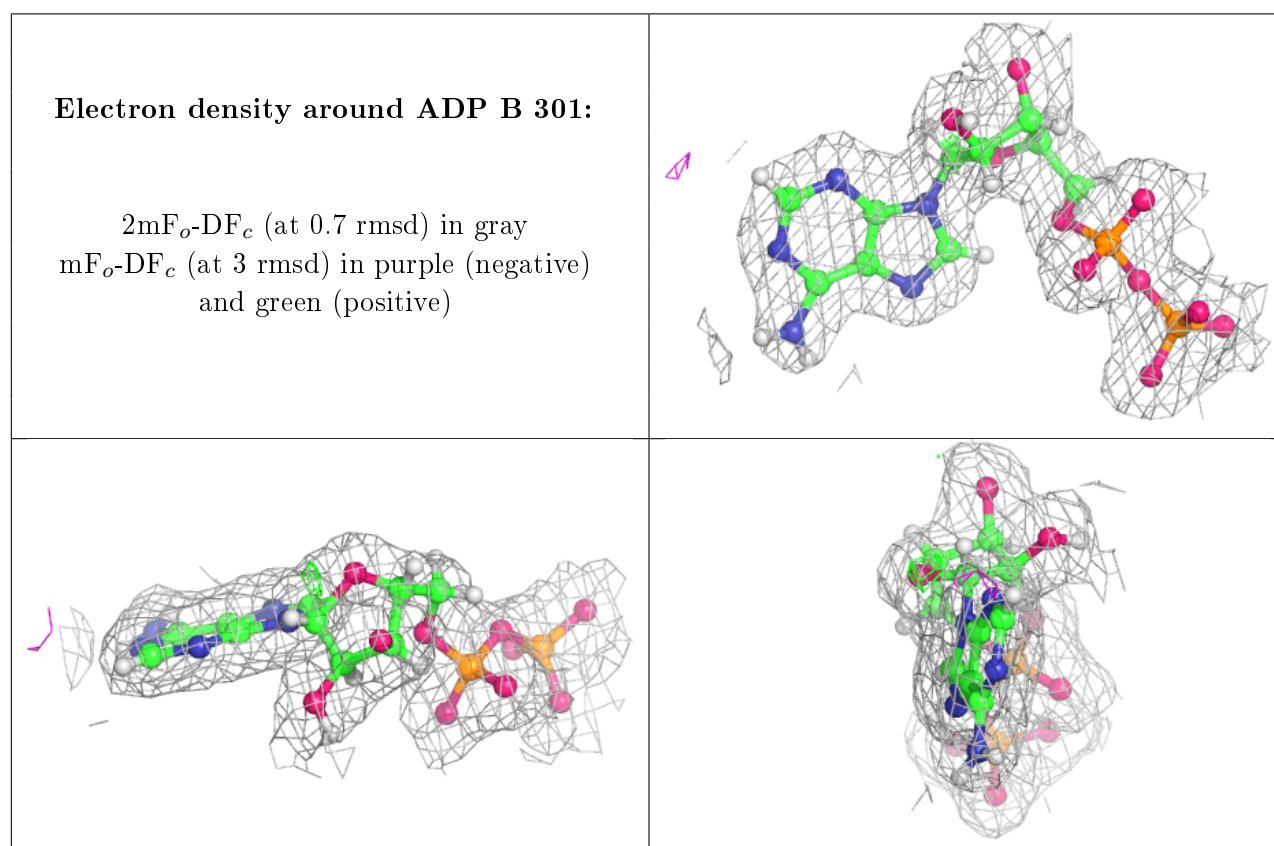 Electron density around ADP B 301:
2mFo-DFc (at 0.7 rmsd) in gray
mFo-DFc (at 3 rmsd) in purple (negative)
and green (positive)